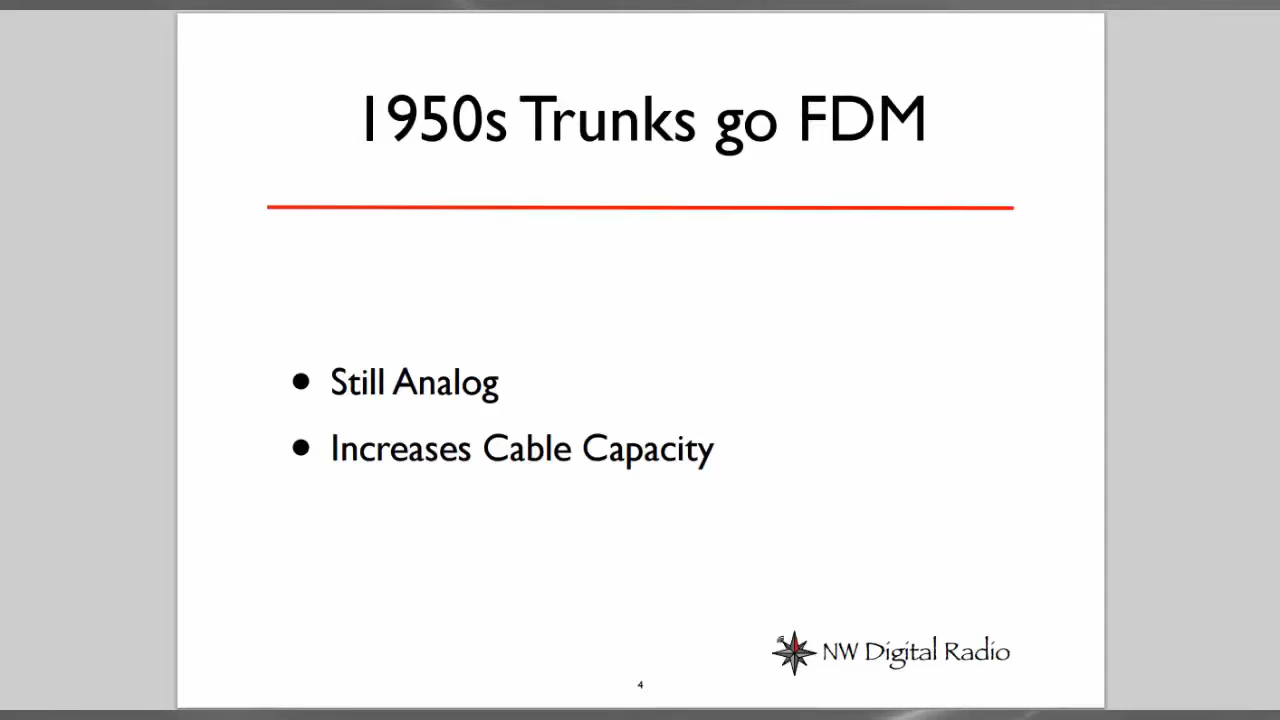 1950s Trunks go FDM
• Still Analog
• Increases Cable Capacity
NW Digital Radio
4